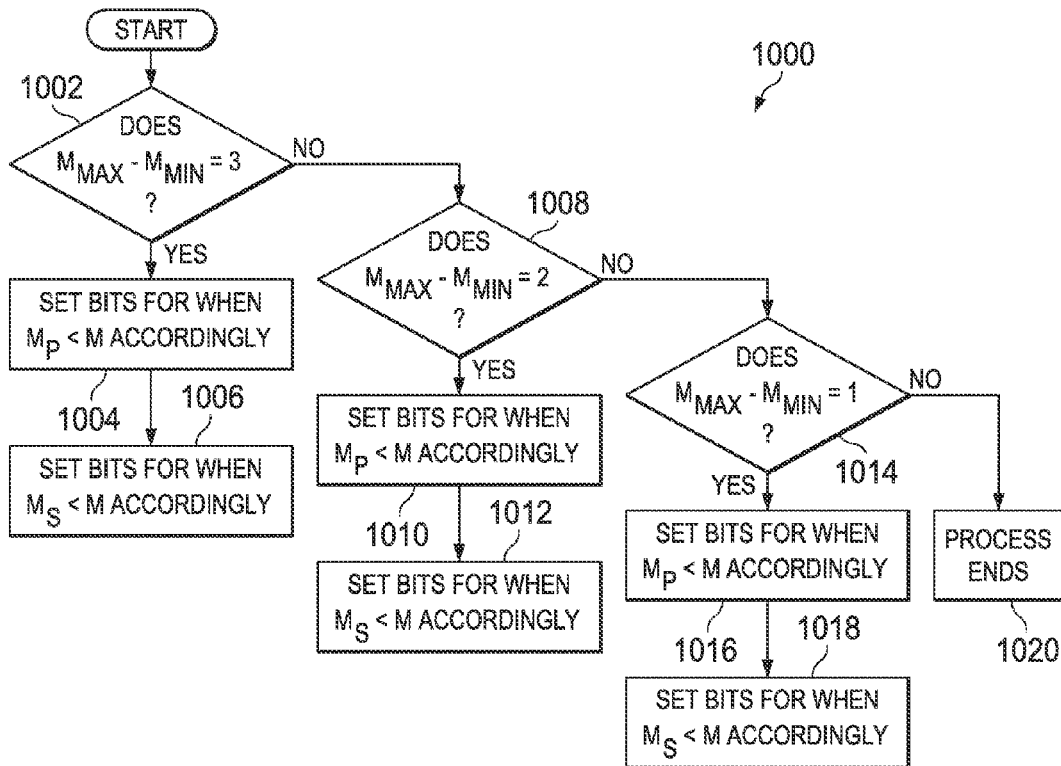 START
1000
1002
DOES
M_MAX - M_MIN = 3
?
NO
YES
SET BITS FOR WHEN
M_P < M ACCORDINGLY
1004
1006
SET BITS FOR WHEN
M_S < M ACCORDINGLY
1008
DOES
M_MAX - M_MIN = 2
?
NO
YES
SET BITS FOR WHEN
M_P < M ACCORDINGLY
1010
1012
SET BITS FOR WHEN
M_S < M ACCORDINGLY
DOES
M_MAX - M_MIN = 1
?
NO
1014
YES
SET BITS FOR WHEN
M_P < M ACCORDINGLY
1016
1018
SET BITS FOR WHEN
M_S < M ACCORDINGLY
PROCESS
ENDS
1020